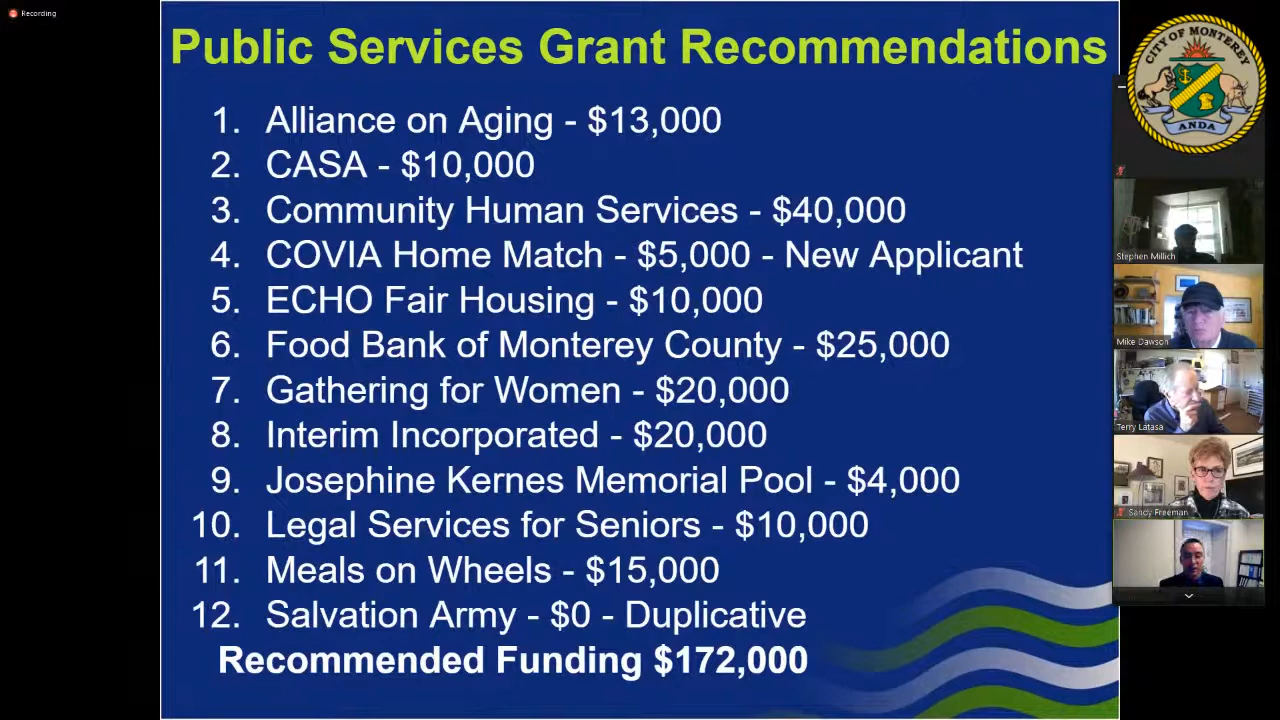 Recording
Public Services Grant Recommendations
1. Alliance on Aging - $13,000
2. CASA - $10,000
3. Community Human Services - $40,000
4. COVIA Home Match - $5,000 - New Applicant
5. ECHO Fair Housing - $10,000
6. Food Bank of Monterey County - $25,000
7. Gathering for Women - $20,000
8. Interim Incorporated - $20,000
9. Josephine Kernes Memorial Pool - $4,000
10. Legal Services for Seniors - $10,000
11. Meals on Wheels - $15,000
12. Salvation Army - $0 - Duplicative
Recommended Funding $172,000
CITY OF MONTEREY
ANDA
Stephen Millich
Mike Dawson
Terry Latasa
Sandy Freeman